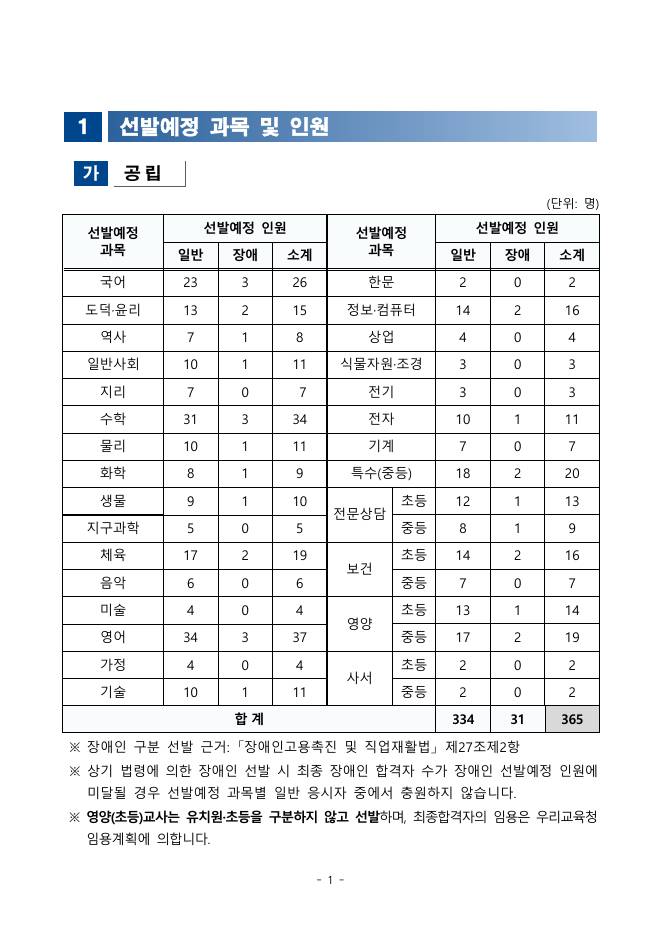 1 선발예정 과목 및 인원
가 공립
(단위: 명)
선발예정 과목 선발예정 인원 선발예정 과목 선발예정 인원
일반 장애 소계 일반 장애 소계
국어 23 3 26 한문 2 0 2
도덕·윤리 13 2 15 정보·컴퓨터 14 2 16
역사 7 1 8 상업 4 0 4
일반사회 10 1 11 식물자원·조경 3 0 3
지리 7 0 7 전기 3 0 3
수학 31 3 34 전자 10 1 11
물리 10 1 11 기계 7 0 7
화학 8 1 9 특수(중등) 18 2 20
생물 9 1 10 전문상담 초등 12 1 13
지구과학 5 0 5 중등 8 1 9
체육 17 2 19 보건 초등 14 2 16
음악 6 0 6 중등 7 0 7
미술 4 0 4 영양 초등 13 1 14
영어 34 3 37 중등 17 2 19
가정 4 0 4 사서 초등 2 0 2
기술 10 1 11 중등 2 0 2
합 계 334 31 365
※ 장애인 구분 선발 근거:「장애인고용촉진 및 직업재활법」제27조제2항
※ 상기 법령에 의한 장애인 선발 시 최종 장애인 합격자 수가 장애인 선발예정 인원에
미달될 경우 선발예정 과목별 일반 응시자 중에서 충원하지 않습니다.
※ 영양(초등)교사는 유치원·초등을 구분하지 않고 선발하며, 최종합격자의 임용은 우리교육청
임용계획에 의합니다.
- 1 -